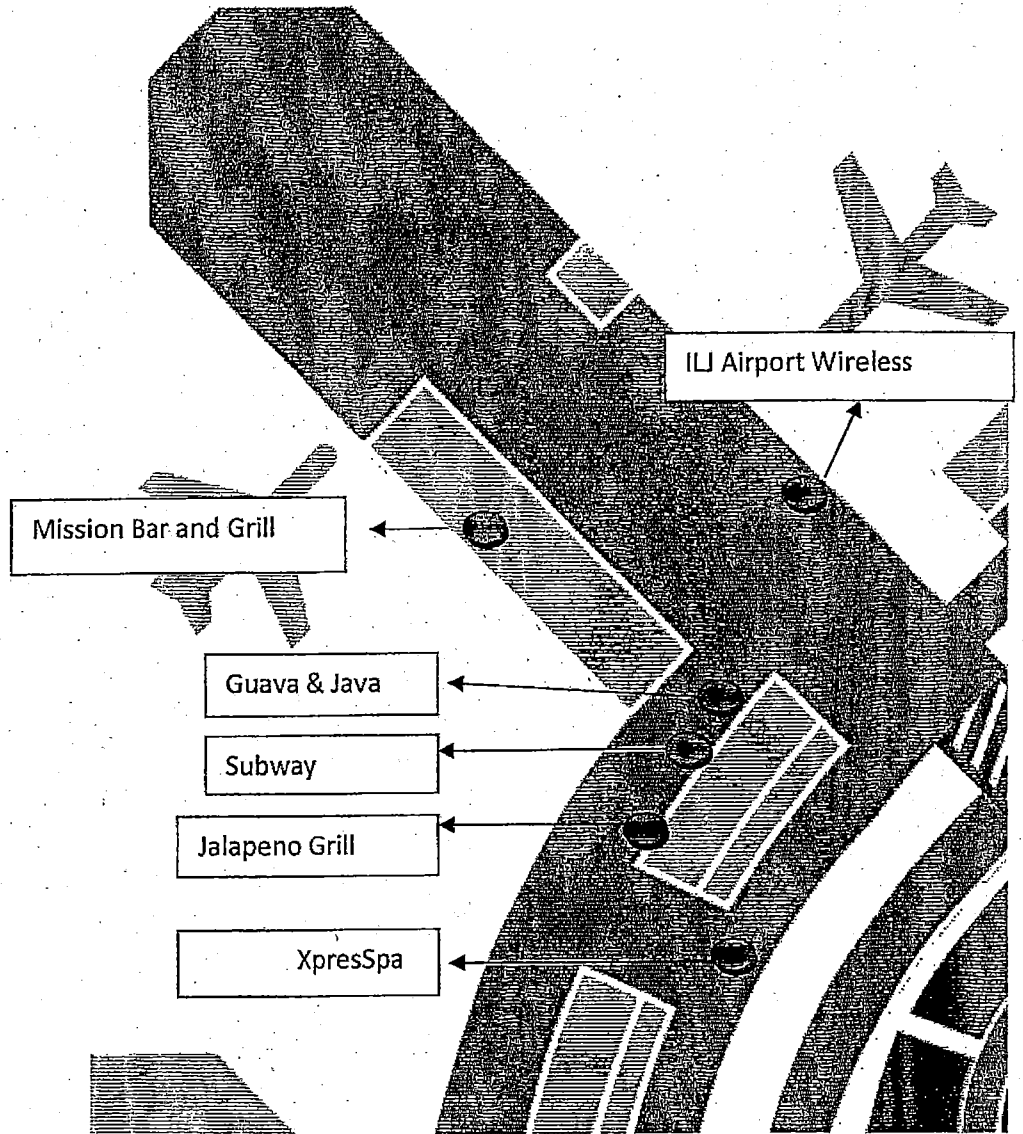 ILJ Airport Wireless
Mission Bar and Grill
Guava & Java
Subway
Jalapeno Grill
XpresSpa